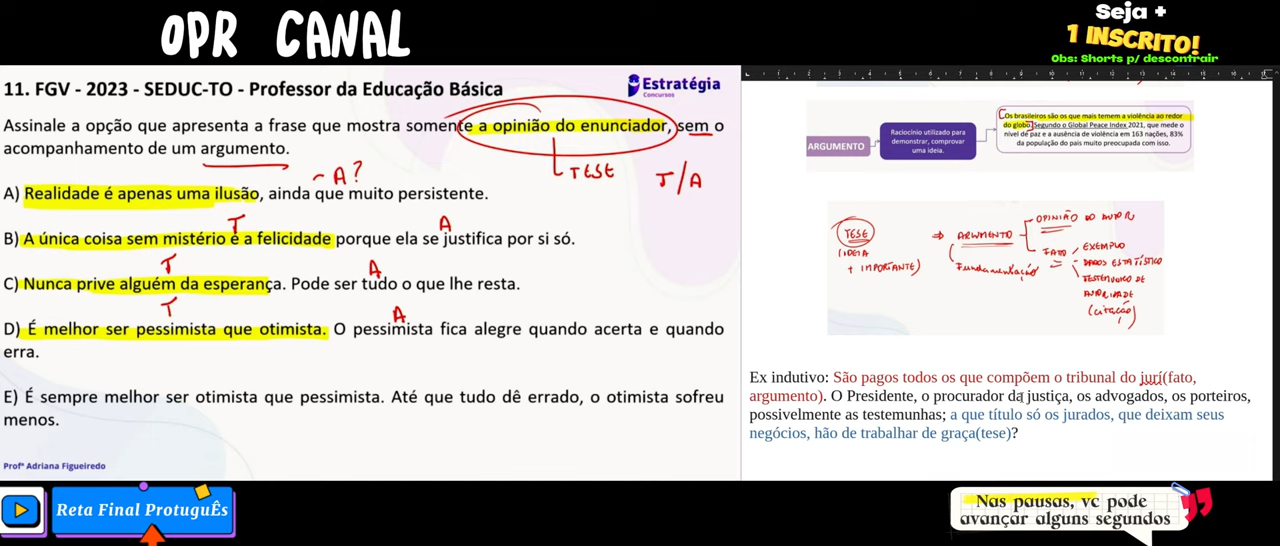 OPR CANAL
Seja +
1 INSCRITO!
Obs: Shorts p/ descontrair
11. FGV - 2023 - SEDUC-TO - Professor da Educação Básica
Estratégia
Concursos
Assinale a opção que apresenta a frase que mostra somente a opinião do enunciador, sem o
acompanhamento de um argumento.
TESE
T/A
- A?
A) Realidade é apenas uma ilusão, ainda que muito persistente.
T
A
B) A única coisa sem mistério é a felicidade porque ela se justifica por si só.
T
A
C) Nunca prive alguém da esperança. Pode ser tudo o que lhe resta.
T
A
D) É melhor ser pessimista que otimista. O pessimista fica alegre quando acerta e quando
erra.
E) É sempre melhor ser otimista que pessimista. Até que tudo dê errado, o otimista sofreu
menos.
Profª Adriana Figueiredo
ARGUMENTO
Raciocínio utilizado para
demonstrar, comprovar
uma ideia.
Os brasileiros são os que mais temem a violência ao redor
do globo. Segundo o Global Peace Index 2021, que mede o
nível de paz e a ausência de violência em 163 nações, 83%
da população do país muito preocupada com isso.
TESE
(IDEIA
+ IMPORTANTE)
⇒ ARGUMENTO
Fundamentação
OPINIÃO DO AUTOR
FATO
EXEMPLO
DADOS ESTATÍSTICO
TESTEMUNHO DE
AUTORIDADE
(citação)
Ex indutivo: São pagos todos os que compõem o tribunal do jurí(fato,
argumento). O Presidente, o procurador da justiça, os advogados, os porteiros,
possivelmente as testemunhas; a que título só os jurados, que deixam seus
negócios, hão de trabalhar de graça(tese)?
Reta Final ProtuguÊs
Nas pausas, vc pode
avançar alguns segundos